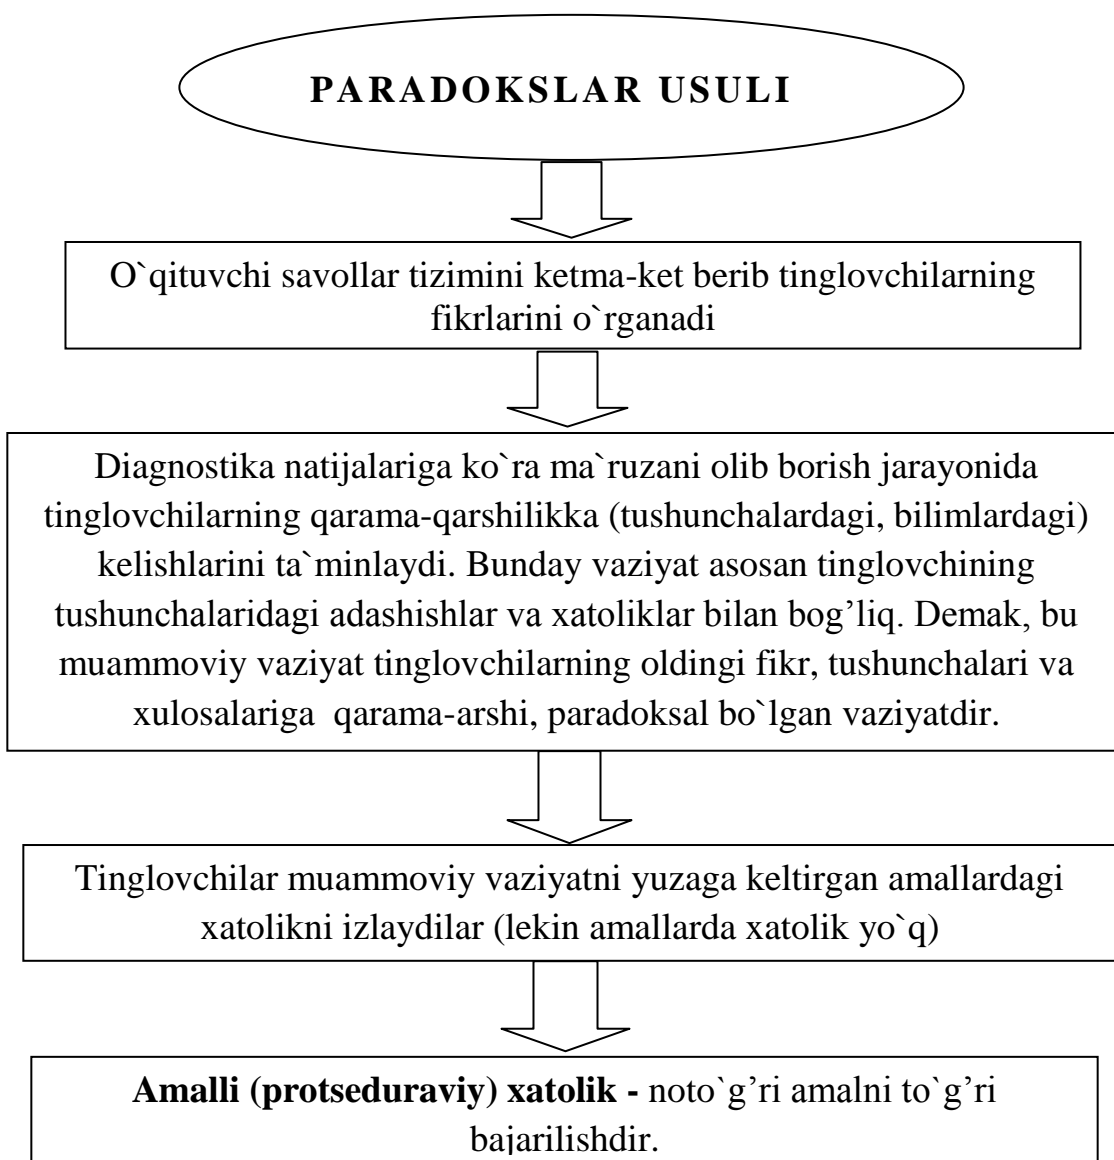 PARADOKSLAR USULI
O`qituvchi savollar tizimini ketma-ket berib tinglovchilarning
fikrlarini o`rganadi
Diagnostika natijalariga ko`ra ma`ruzani olib borish jarayonida
tinglovchilarning qarama-qarshilikka (tushunchalardagi, bilimlardagi)
kelishlarini ta`minlaydi. Bunday vaziyat asosan tinglovchining
tushunchalaridagi adashishlar va xatoliklar bilan bog’liq. Demak, bu
muammoviy vaziyat tinglovchilarning oldingi fikr, tushunchalari va
xulosalariga qarama-arshi, paradoksal bo`lgan vaziyatdir.
Tinglovchilar muammoviy vaziyatni yuzaga keltirgan amallardagi
xatolikni izlaydilar (lekin amallarda xatolik yo`q)
Amalli (protseduraviy) xatolik - noto`g’ri amalni to`g’ri
bajarilishdir.